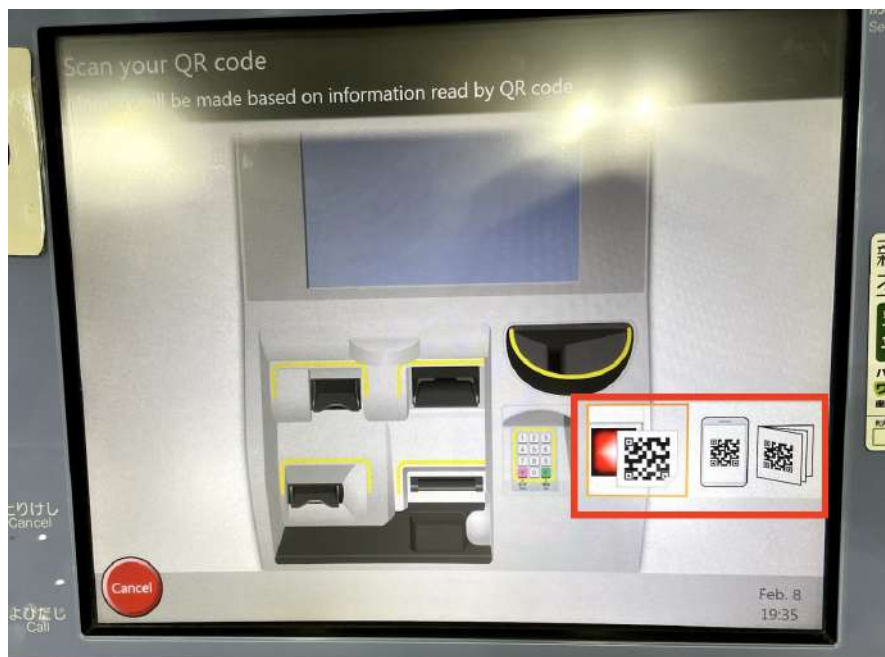 Scan your QR code
will be made based on information read by QR code
とりけし
Cancel
Cancel
よびだし
Call
Feb. 8
19:35